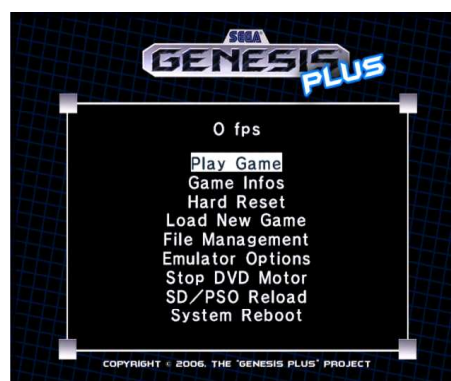 SEGA
GENESIS
PLUS
0 fps
Play Game
Game Infos
Hard Reset
Load New Game
File Management
Emulator Options
Stop DVD Motor
SD/PSO Reload
System Reboot
COPYRIGHT © 2006. THE "GENESIS PLUS" PROJECT